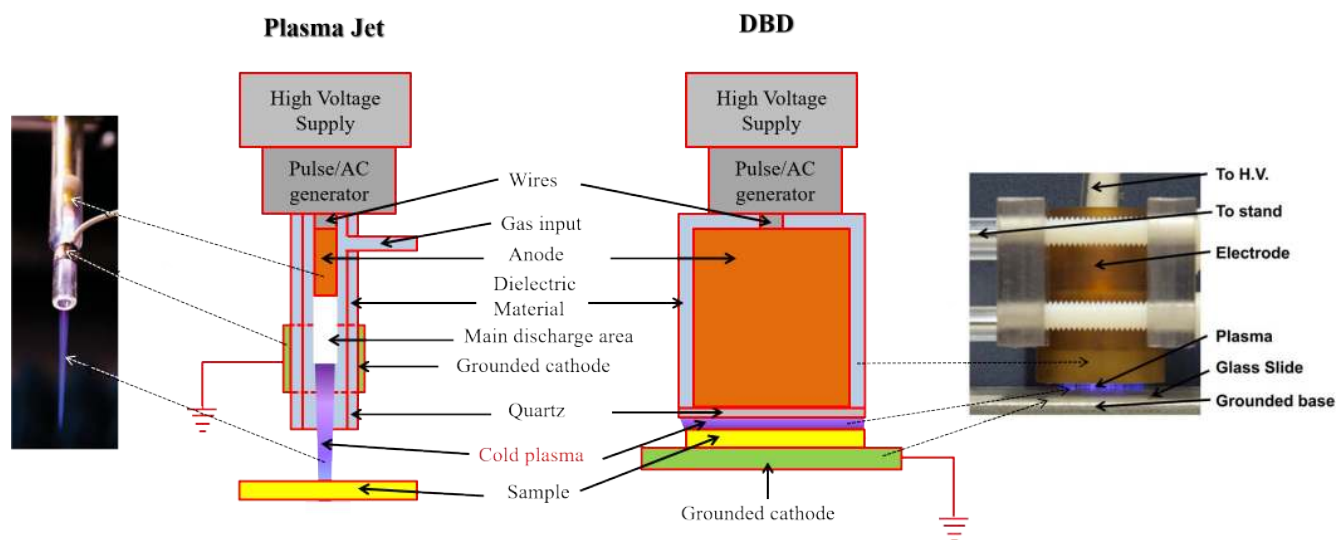 Plasma Jet
DBD
High Voltage
Supply
High Voltage
Supply
Pulse/AC
generator
Pulse/AC
generator
Wires
Gas input
Anode
Dielectric
Material
Main discharge area
Grounded cathode
Quartz
Cold plasma
Sample
Grounded cathode
To H.V.
To stand
Electrode
Plasma
Glass Slide
Grounded base